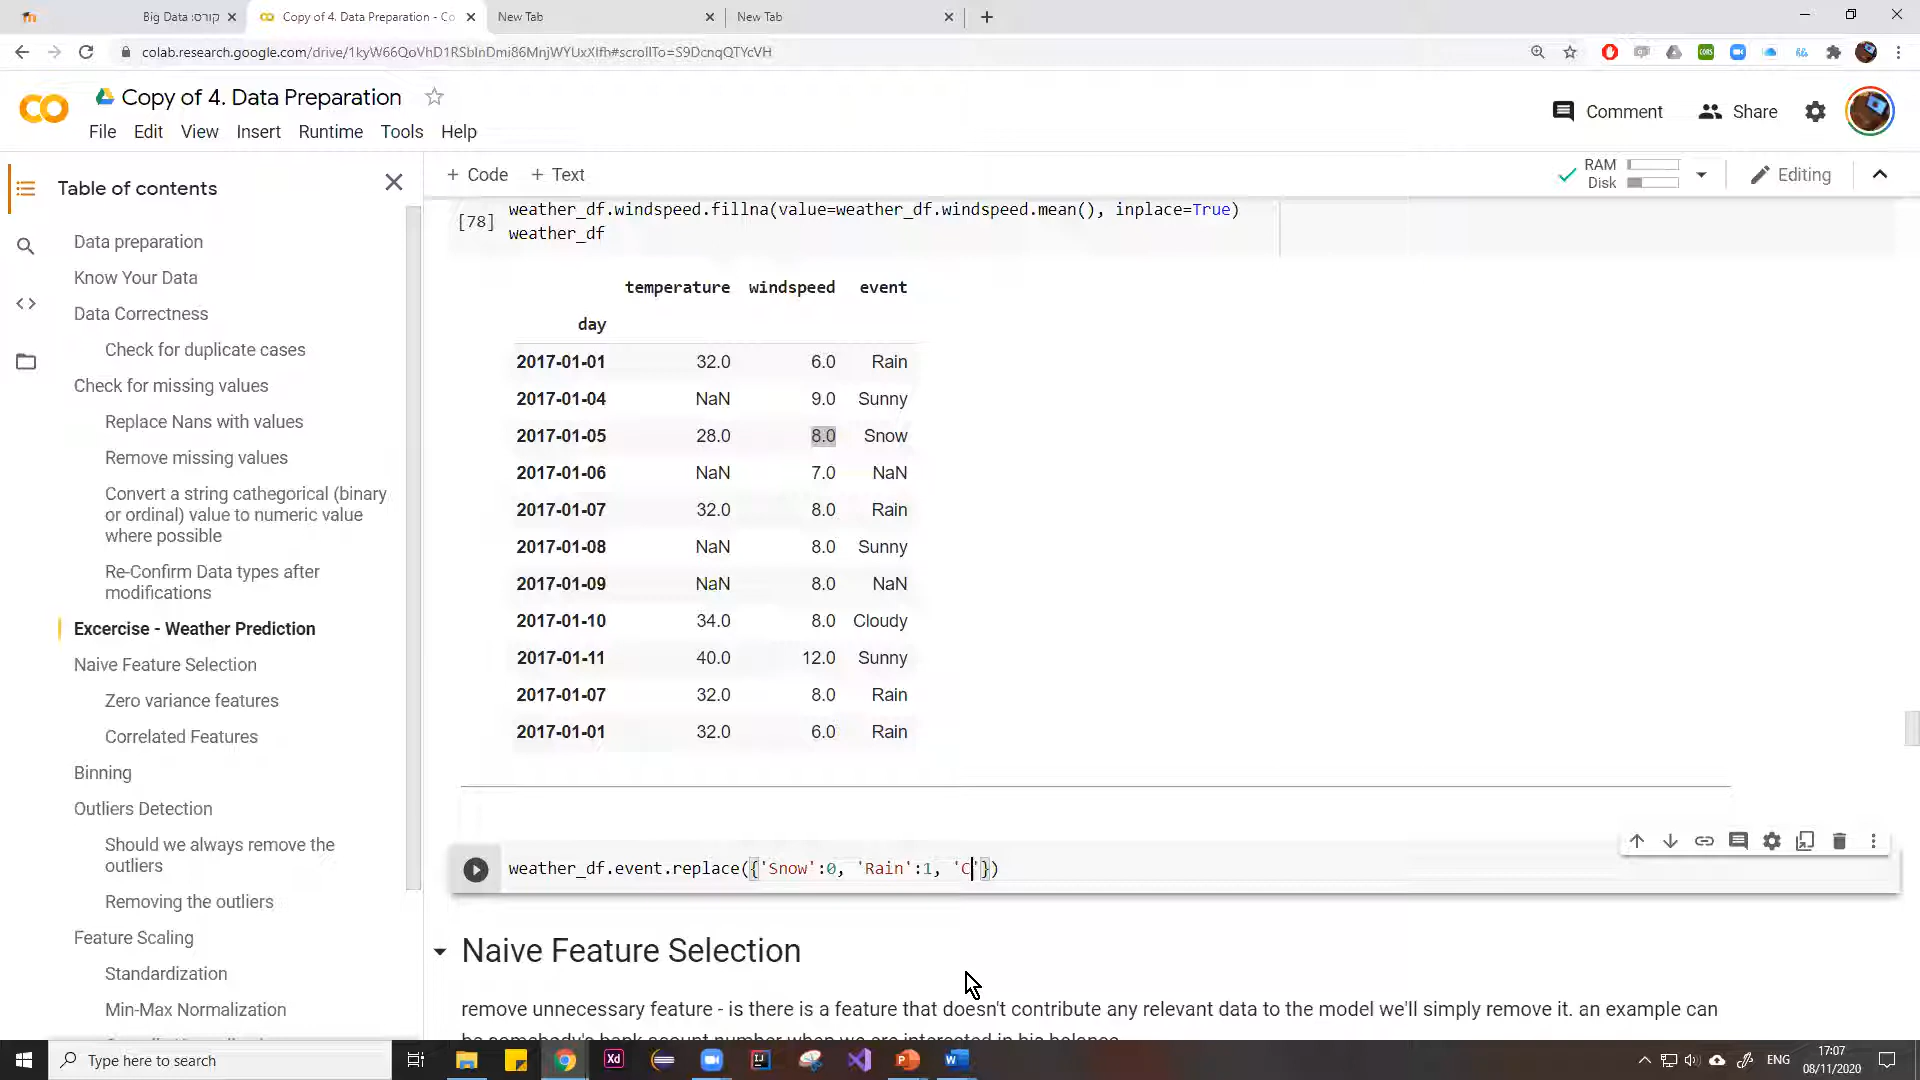 קורס: Big Data
Copy of 4. Data Preparation - Co
New Tab
New Tab
colab.research.google.com/drive/1kyW66QoVhD1RSbInDmi86MnjWYUxXlfh#scrollTo=S9DcnqQTYcVH
Copy of 4. Data Preparation
File Edit View Insert Runtime Tools Help
Comment
Share
Table of contents
+ Code + Text
RAM
Disk
Editing
Data preparation
Know Your Data
Data Correctness
Check for duplicate cases
Check for missing values
Replace Nans with values
Remove missing values
Convert a string cathegorical (binary
or ordinal) value to numeric value
where possible
Re-Confirm Data types after
modifications
Excercise - Weather Prediction
Naive Feature Selection
Zero variance features
Correlated Features
Binning
Outliers Detection
Should we always remove the
outliers
Removing the outliers
Feature Scaling
Standardization
Min-Max Normalization
[78]
weather_df.windspeed.fillna(value=weather_df.windspeed.mean(), inplace=True)
weather_df
temperature windspeed event
day
2017-01-01 32.0 6.0 Rain
2017-01-04 NaN 9.0 Sunny
2017-01-05 28.0 8.0 Snow
2017-01-06 NaN 7.0 NaN
2017-01-07 32.0 8.0 Rain
2017-01-08 NaN 8.0 Sunny
2017-01-09 NaN 8.0 NaN
2017-01-10 34.0 8.0 Cloudy
2017-01-11 40.0 12.0 Sunny
2017-01-07 32.0 8.0 Rain
2017-01-01 32.0 6.0 Rain
weather_df.event.replace({'Snow':0, 'Rain':1, 'C'})
Naive Feature Selection
remove unnecessary feature - is there is a feature that doesn't contribute any relevant data to the model we'll simply remove it. an example can
be somebody's bank acount number when we are interested in his balance
Type here to search
ENG
17:07
08/11/2020